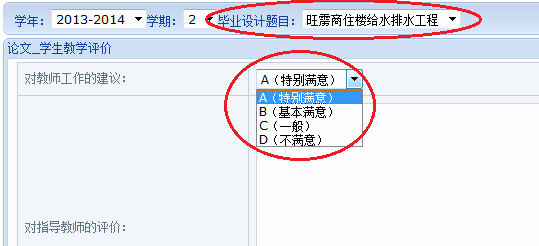 学年: 2013-2014 学期: 2 毕业设计题目: 旺霞商住楼给水排水工程
论文_学生教学评价
对教师工作的建议: A（特别满意）
A（特别满意）
B（基本满意）
C（一般）
D（不满意）
对指导教师的评价: